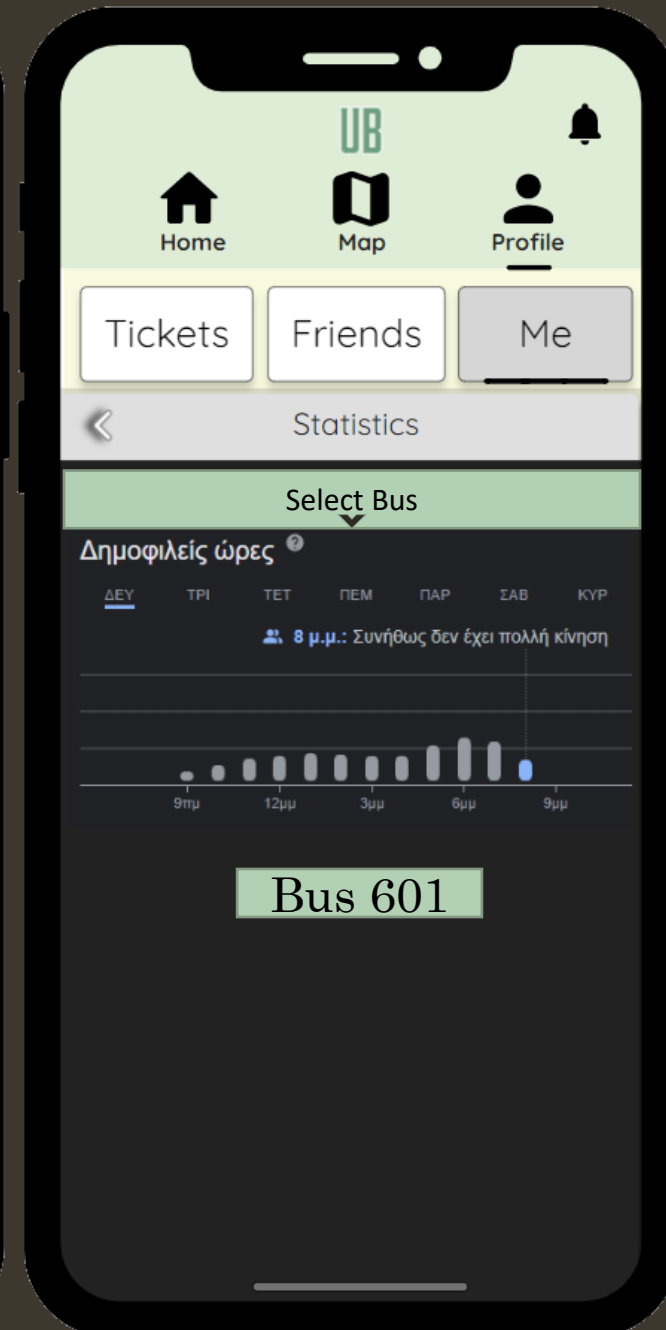 UB
Home Map Profile
Tickets Friends Me
Statistics
Select Bus
Δημοφιλείς ώρες ?
ΔΕΥ ΤΡΙ ΤΕΤ ΠΕΜ ΠΑΡ ΣΑΒ ΚΥΡ
8 μ.μ.: Συνήθως δεν έχει πολλή κίνηση
9πμ 12μμ 3μμ 6μμ 9μμ
Bus 601